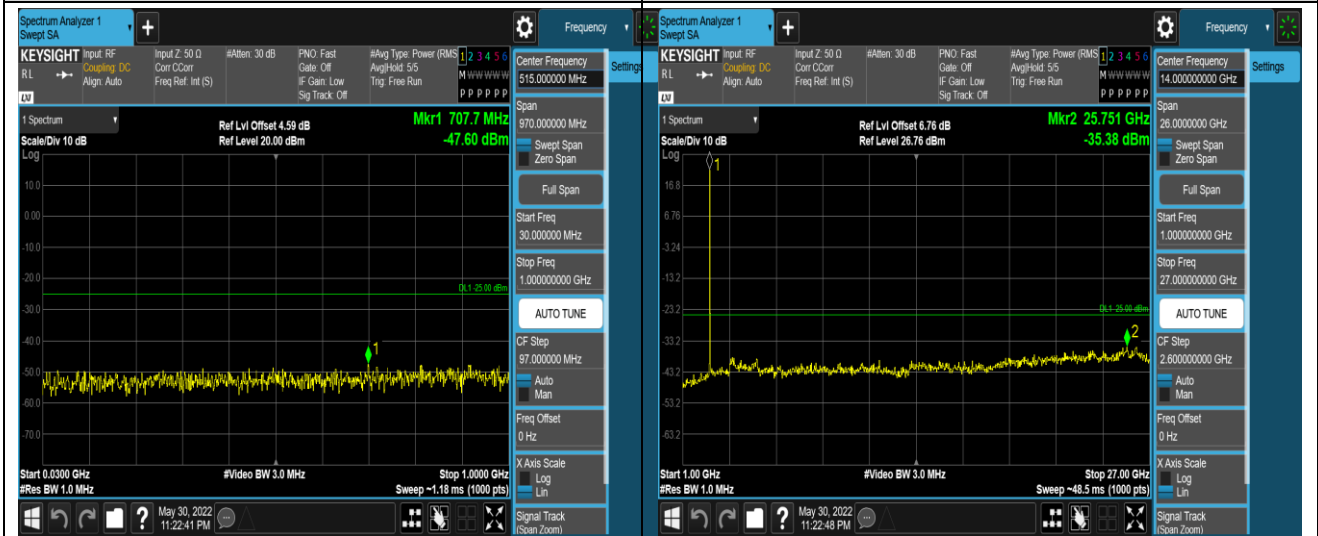 Spectrum Analyzer 1
Swept SA
+
Frequency
KEYSIGHT
RL
LXI
Input: RF
Coupling: DC
Align: Auto
Input Z: 50 Ω
Corr CCorr
Freq Ref: Int (S)
#Atten: 30 dB
PNO: Fast
Gate: Off
IF Gain: Low
Sig Track: Off
#Avg Type: Power (RMS
Avg|Hold: 5/5
Trig: Free Run
1 2 3 4 5 6
M W W W W W
P P P P P P
Center Frequency
515.000000 MHz
Settings
1 Spectrum
Scale/Div 10 dB
Log
Ref Lvl Offset 4.59 dB
Ref Level 20.00 dBm
Mkr1 707.7 MHz
-47.60 dBm
Span
970.000000 MHz
Swept Span
Zero Span
Full Span
Start Freq
30.000000 MHz
Stop Freq
1.000000000 GHz
AUTO TUNE
CF Step
97.000000 MHz
Auto
Man
Freq Offset
0 Hz
X Axis Scale
Log
Lin
Signal Track
(Span Zoom)
10.0
0.00
-10.0
-20.0
-30.0
-40.0
-50.0
-60.0
-70.0
DL1 -25.00 dBm
1
Start 0.0300 GHz
#Res BW 1.0 MHz
#Video BW 3.0 MHz
Stop 1.0000 GHz
Sweep ~1.18 ms (1000 pts)
?
May 30, 2022
11:22:41 PM
Spectrum Analyzer 1
Swept SA
+
Frequency
KEYSIGHT
RL
LXI
Input: RF
Coupling: DC
Align: Auto
Input Z: 50 Ω
Corr CCorr
Freq Ref: Int (S)
#Atten: 30 dB
PNO: Fast
Gate: Off
IF Gain: Low
Sig Track: Off
#Avg Type: Power (RMS
Avg|Hold: 5/5
Trig: Free Run
1 2 3 4 5 6
M W W W W W
P P P P P P
Center Frequency
14.000000000 GHz
Settings
1 Spectrum
Scale/Div 10 dB
Log
Ref Lvl Offset 6.76 dB
Ref Level 26.76 dBm
Mkr2 25.751 GHz
-35.38 dBm
Span
26.0000000 GHz
Swept Span
Zero Span
Full Span
Start Freq
1.000000000 GHz
Stop Freq
27.000000000 GHz
AUTO TUNE
CF Step
2.600000000 GHz
Auto
Man
Freq Offset
0 Hz
X Axis Scale
Log
Lin
Signal Track
(Span Zoom)
1
16.8
6.76
-3.24
-13.2
-23.2
-33.2
-43.2
-53.2
-63.2
DL1 -25.00 dBm
2
Start 1.00 GHz
#Res BW 1.0 MHz
#Video BW 3.0 MHz
Stop 27.00 GHz
Sweep ~48.5 ms (1000 pts)
?
May 30, 2022
11:22:48 PM